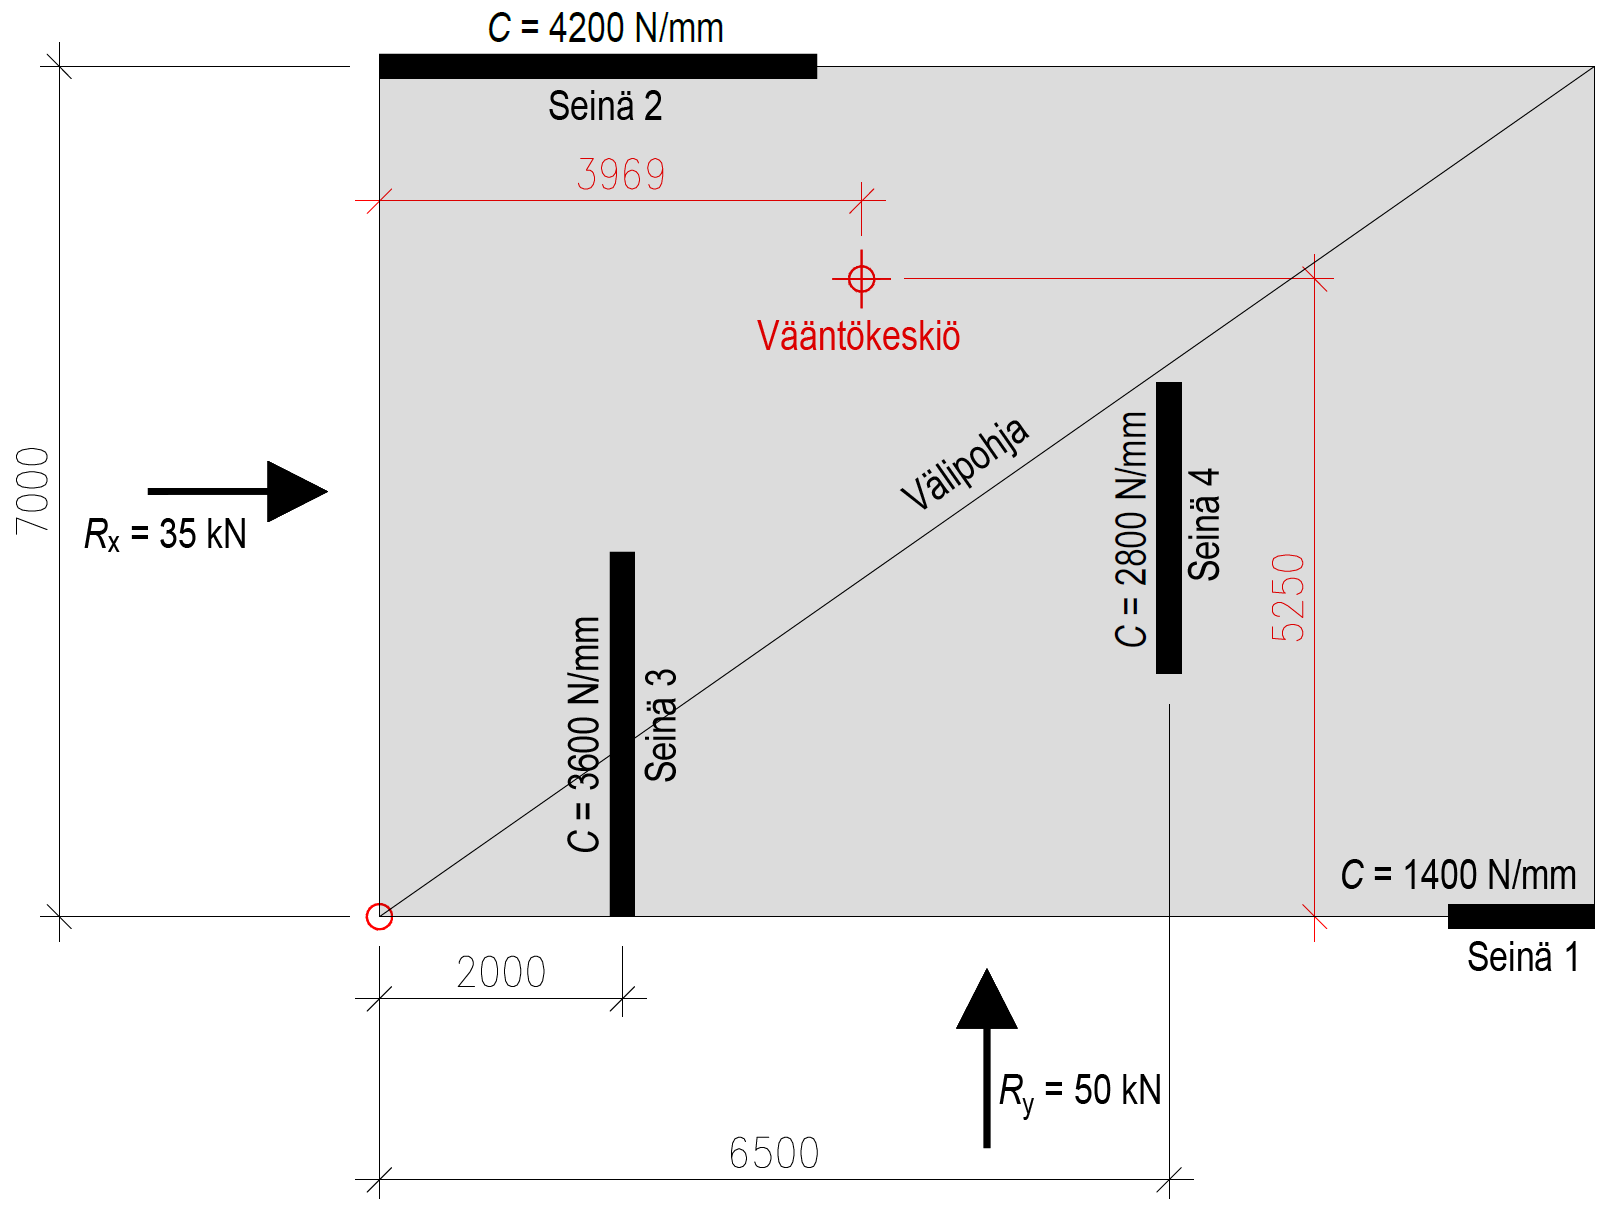 C = 4200 N/mm
Seinä 2
3969
Vääntökeskiö
7000
Rx = 35 kN
Välipohja
C = 2800 N/mm
Seinä 4
5250
C = 3600 N/mm
Seinä 3
C = 1400 N/mm
Seinä 1
2000
Ry = 50 kN
6500